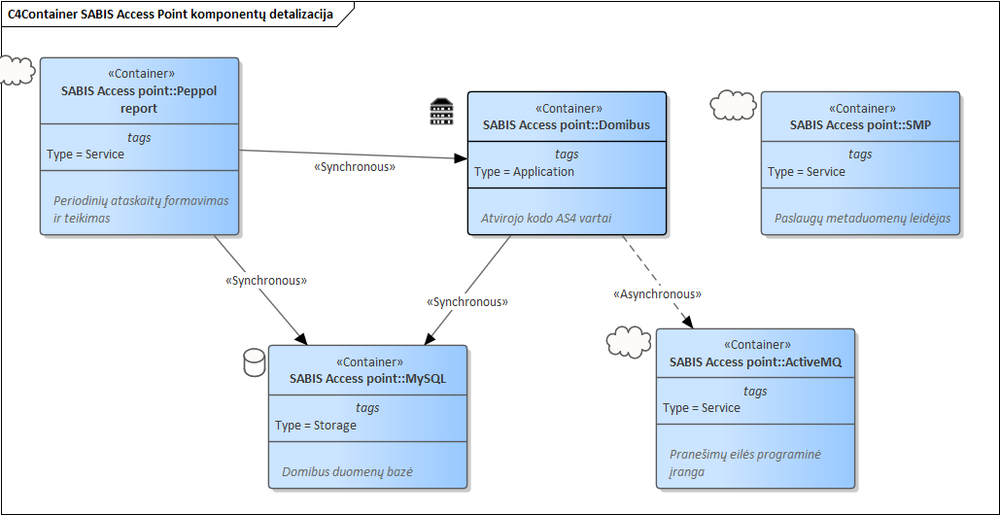 C4Container SABIS Access Point komponentų detalizacija
«Container»
SABIS Access point::Peppol
report
tags
Type = Service
Periodinių ataskaitų formavimas
ir teikimas
«Container»
SABIS Access point::Domibus
tags
Type = Application
Atvirojo kodo AS4 vartai
«Container»
SABIS Access point::SMP
tags
Type = Service
Paslaugų metaduomenų leidėjas
«Synchronous»
«Synchronous»
«Synchronous»
«Asynchronous»
«Container»
SABIS Access point::MySQL
tags
Type = Storage
Domibus duomenų bazė
«Container»
SABIS Access point::ActiveMQ
tags
Type = Service
Pranešimų eilės programinė
įranga